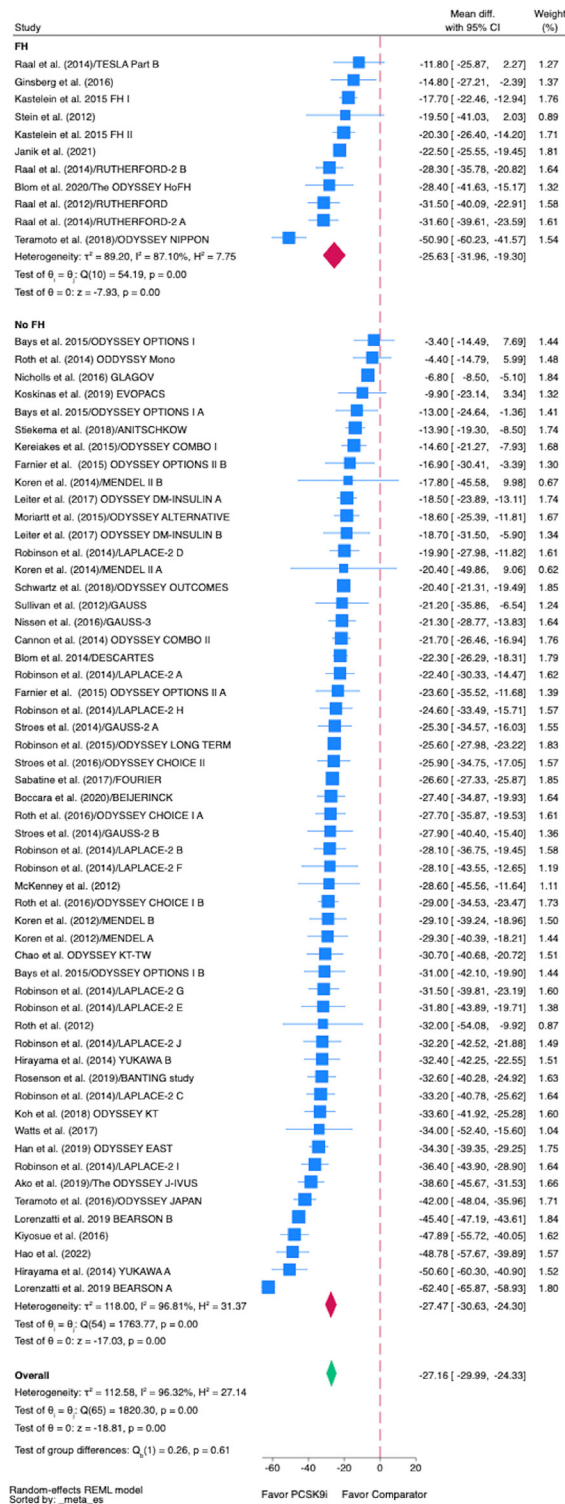 Study Mean diff. with 95% CI Weight (%)
FH
Raal et al. (2014)/TESLA Part B -11.80 [ -25.87, 2.27] 1.27
Ginsberg et al. (2016) -14.80 [ -27.21, -2.39] 1.37
Kastelein et al. 2015 FH I -17.70 [ -22.46, -12.94] 1.76
Stein et al. (2012) -19.50 [ -41.03, 2.03] 0.89
Kastelein et al. 2015 FH II -20.30 [ -26.40, -14.20] 1.71
Janik et al. (2021) -22.50 [ -25.55, -19.45] 1.81
Raal et al. (2014)/RUTHERFORD-2 B -28.30 [ -35.78, -20.82] 1.64
Blom et al. 2020/The ODYSSEY HoFH -28.40 [ -41.63, -15.17] 1.32
Raal et al. (2012)/RUTHERFORD -31.50 [ -40.09, -22.91] 1.58
Raal et al. (2014)/RUTHERFORD-2 A -31.60 [ -39.61, -23.59] 1.61
Teramoto et al. (2018)/ODYSSEY NIPPON -50.90 [ -60.23, -41.57] 1.54
Heterogeneity: τ² = 89.20, I² = 87.10%, H² = 7.75 -25.63 [ -31.96, -19.30]
Test of θᵢ = θⱼ: Q(10) = 54.19, p = 0.00
Test of θ = 0: z = -7.93, p = 0.00
No FH
Bays et al. 2015/ODYSSEY OPTIONS I -3.40 [ -14.49, 7.69] 1.44
Roth et al. (2014) ODDYSSY Mono -4.40 [ -14.79, 5.99] 1.48
Nicholls et al. (2016) GLAGOV -6.80 [ -8.50, -5.10] 1.84
Koskinas et al. (2019) EVOPACS -9.90 [ -23.14, 3.34] 1.32
Bays et al. 2015/ODYSSEY OPTIONS I A -13.00 [ -24.64, -1.36] 1.41
Stiekema et al. (2018)/ANITSCHKOW -13.90 [ -19.30, -8.50] 1.74
Kereiakes et al. (2015)/ODYSSEY COMBO I -14.60 [ -21.27, -7.93] 1.68
Farnier et al. (2015) ODYSSEY OPTIONS II B -16.90 [ -30.41, -3.39] 1.30
Koren et al. (2014)/MENDEL II B -17.80 [ -45.58, 9.98] 0.67
Leiter et al. (2017) ODYSSEY DM-INSULIN A -18.50 [ -23.89, -13.11] 1.74
Moriartt et al. (2015)/ODYSSEY ALTERNATIVE -18.60 [ -25.39, -11.81] 1.67
Leiter et al. (2017) ODYSSEY DM-INSULIN B -18.70 [ -31.50, -5.90] 1.34
Robinson et al. (2014)/LAPLACE-2 D -19.90 [ -27.98, -11.82] 1.61
Koren et al. (2014)/MENDEL II A -20.40 [ -49.86, 9.06] 0.62
Schwartz et al. (2018)/ODYSSEY OUTCOMES -20.40 [ -21.31, -19.49] 1.85
Sullivan et al. (2012)/GAUSS -21.20 [ -35.86, -6.54] 1.24
Nissen et al. (2016)/GAUSS-3 -21.30 [ -28.77, -13.83] 1.64
Cannon et al. (2014) ODYSSEY COMBO II -21.70 [ -26.46, -16.94] 1.76
Blom et al. 2014/DESCARTES -22.30 [ -26.29, -18.31] 1.79
Robinson et al. (2014)/LAPLACE-2 A -22.40 [ -30.33, -14.47] 1.62
Farnier et al. (2015) ODYSSEY OPTIONS II A -23.60 [ -35.52, -11.68] 1.39
Robinson et al. (2014)/LAPLACE-2 H -24.60 [ -33.49, -15.71] 1.57
Stroes et al. (2014)/GAUSS-2 A -25.30 [ -34.57, -16.03] 1.55
Robinson et al. (2015)/ODYSSEY LONG TERM -25.60 [ -27.98, -23.22] 1.83
Stroes et al. (2016)/ODYSSEY CHOICE II -25.90 [ -34.75, -17.05] 1.57
Sabatine et al. (2017)/FOURIER -26.60 [ -27.33, -25.87] 1.85
Boccara et al. (2020)/BEIJERINCK -27.40 [ -34.87, -19.93] 1.64
Roth et al. (2016)/ODYSSEY CHOICE I A -27.70 [ -35.87, -19.53] 1.61
Stroes et al. (2014)/GAUSS-2 B -27.90 [ -40.40, -15.40] 1.36
Robinson et al. (2014)/LAPLACE-2 B -28.10 [ -36.75, -19.45] 1.58
Robinson et al. (2014)/LAPLACE-2 F -28.10 [ -43.55, -12.65] 1.19
McKenney et al. (2012) -28.60 [ -45.56, -11.64] 1.11
Roth et al. (2016)/ODYSSEY CHOICE I B -29.00 [ -34.53, -23.47] 1.73
Koren et al. (2012)/MENDEL B -29.10 [ -39.24, -18.96] 1.50
Koren et al. (2012)/MENDEL A -29.30 [ -40.39, -18.21] 1.44
Chao et al. ODYSSEY KT-TW -30.70 [ -40.68, -20.72] 1.51
Bays et al. 2015/ODYSSEY OPTIONS I B -31.00 [ -42.10, -19.90] 1.44
Robinson et al. (2014)/LAPLACE-2 G -31.50 [ -39.81, -23.19] 1.60
Robinson et al. (2014)/LAPLACE-2 E -31.80 [ -43.89, -19.71] 1.38
Roth et al. (2012) -32.00 [ -54.08, -9.92] 0.87
Robinson et al. (2014)/LAPLACE-2 J -32.20 [ -42.52, -21.88] 1.49
Hirayama et al. (2014) YUKAWA B -32.40 [ -42.25, -22.55] 1.51
Rosenson et al. (2019)/BANTING study -32.60 [ -40.28, -24.92] 1.63
Robinson et al. (2014)/LAPLACE-2 C -33.20 [ -40.78, -25.62] 1.64
Koh et al. (2018) ODYSSEY KT -33.60 [ -41.92, -25.28] 1.60
Watts et al. (2017) -34.00 [ -52.40, -15.60] 1.04
Han et al. (2019) ODYSSEY EAST -34.30 [ -39.35, -29.25] 1.75
Robinson et al. (2014)/LAPLACE-2 I -36.40 [ -43.90, -28.90] 1.64
Ako et al. (2019)/The ODYSSEY J-IVUS -38.60 [ -45.67, -31.53] 1.66
Teramoto et al. (2016)/ODYSSEY JAPAN -42.00 [ -48.04, -35.96] 1.71
Lorenzatti et al. 2019 BEARSON B -45.40 [ -47.19, -43.61] 1.84
Kiyosue et al. (2016) -47.89 [ -55.72, -40.05] 1.62
Hao et al. (2022) -48.78 [ -57.67, -39.89] 1.57
Hirayama et al. (2014) YUKAWA A -50.60 [ -60.30, -40.90] 1.52
Lorenzatti et al. 2019 BEARSON A -62.40 [ -65.87, -58.93] 1.80
Heterogeneity: τ² = 118.00, I² = 96.81%, H² = 31.37 -27.47 [ -30.63, -24.30]
Test of θᵢ = θⱼ: Q(54) = 1763.77, p = 0.00
Test of θ = 0: z = -17.03, p = 0.00
Overall -27.16 [ -29.99, -24.33]
Heterogeneity: τ² = 112.58, I² = 96.32%, H² = 27.14
Test of θᵢ = θⱼ: Q(65) = 1820.30, p = 0.00
Test of θ = 0: z = -18.81, p = 0.00
Test of group differences: Q_b(1) = 0.26, p = 0.61
-60 -40 -20 0 20
Favor PCSK9i Favor Comparator
Random-effects REML model
Sorted by: _meta_es